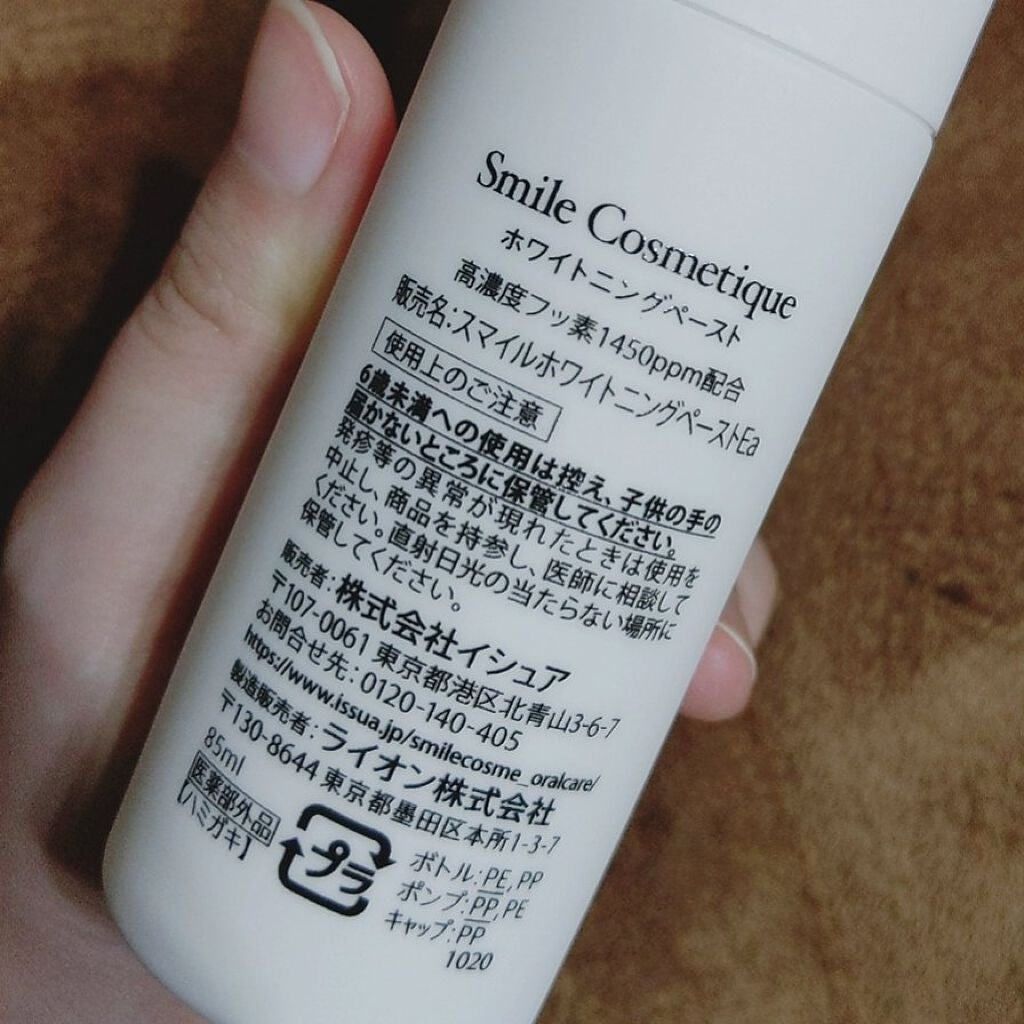 Smile Cosmetique
ホワイトニングペースト
高濃度フッ素1450ppm配合
販売名:スマイルホワイトニングペーストEa
使用上のご注意
6歳未満への使用は控え、子供の手の
届かないところに保管してください。
発疹等の異常が現れたときは使用を
中止し、商品を持参し、医師に相談して
ください。直射日光の当たらない場所に
保管してください。
販売者:株式会社イシュア
〒107-0061 東京都港区北青山3-6-7
お問合せ先:0120-140-405
https://www.issua.jp/smilecosme_oralcare/
製造販売者:ライオン株式会社
〒130-8644 東京都墨田区本所1-3-7
85ml
医薬部外品
【ハミガキ】
プラ
ボトル:PE,PP
ポンプ:PP,PE
キャップ:PP
1020